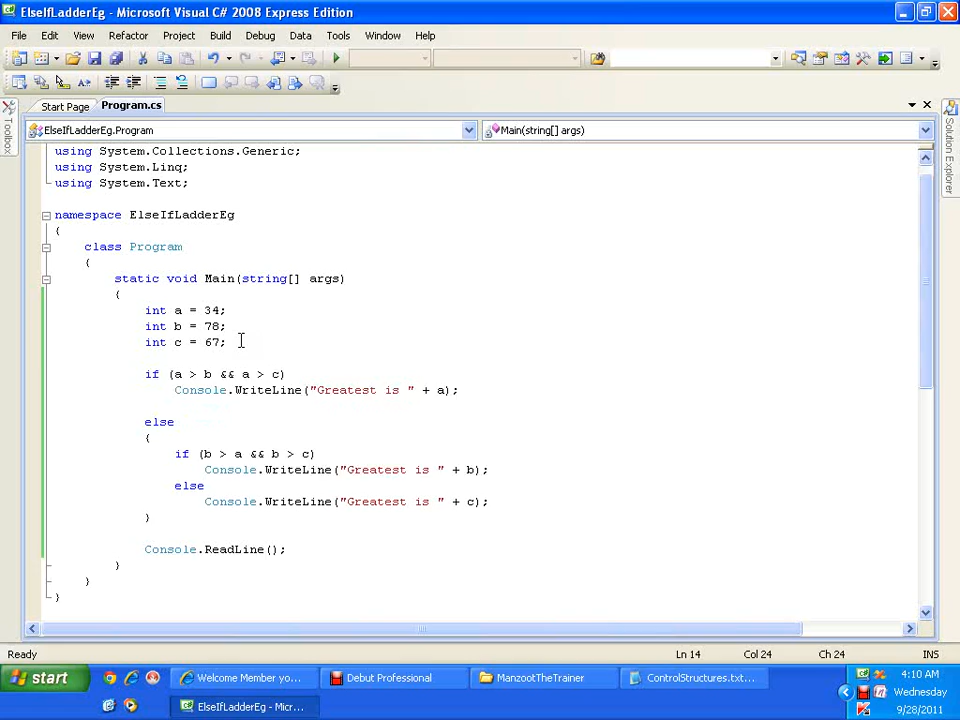 ElseIfLadderEg - Microsoft Visual C# 2008 Express Edition
File Edit View Refactor Project Build Debug Data Tools Window Help
Start Page Program.cs
ElseIfLadderEg.Program Main(string[] args)
Toolbox
Solution Explorer
using System.Collections.Generic;
using System.Linq;
using System.Text;
namespace ElseIfLadderEg
{
class Program
{
static void Main(string[] args)
{
int a = 34;
int b = 78;
int c = 67;
if (a > b && a > c)
Console.WriteLine("Greatest is " + a);
else
{
if (b > a && b > c)
Console.WriteLine("Greatest is " + b);
else
Console.WriteLine("Greatest is " + c);
}
Console.ReadLine();
}
}
}
Ready Ln 14 Col 24 Ch 24 INS
start Welcome Member yo... Debut Professional ManzootTheTrainer ControlStructures.txt... 4:10 AM
Wednesday
ElseIfLadderEg - Micr... 9/28/2011